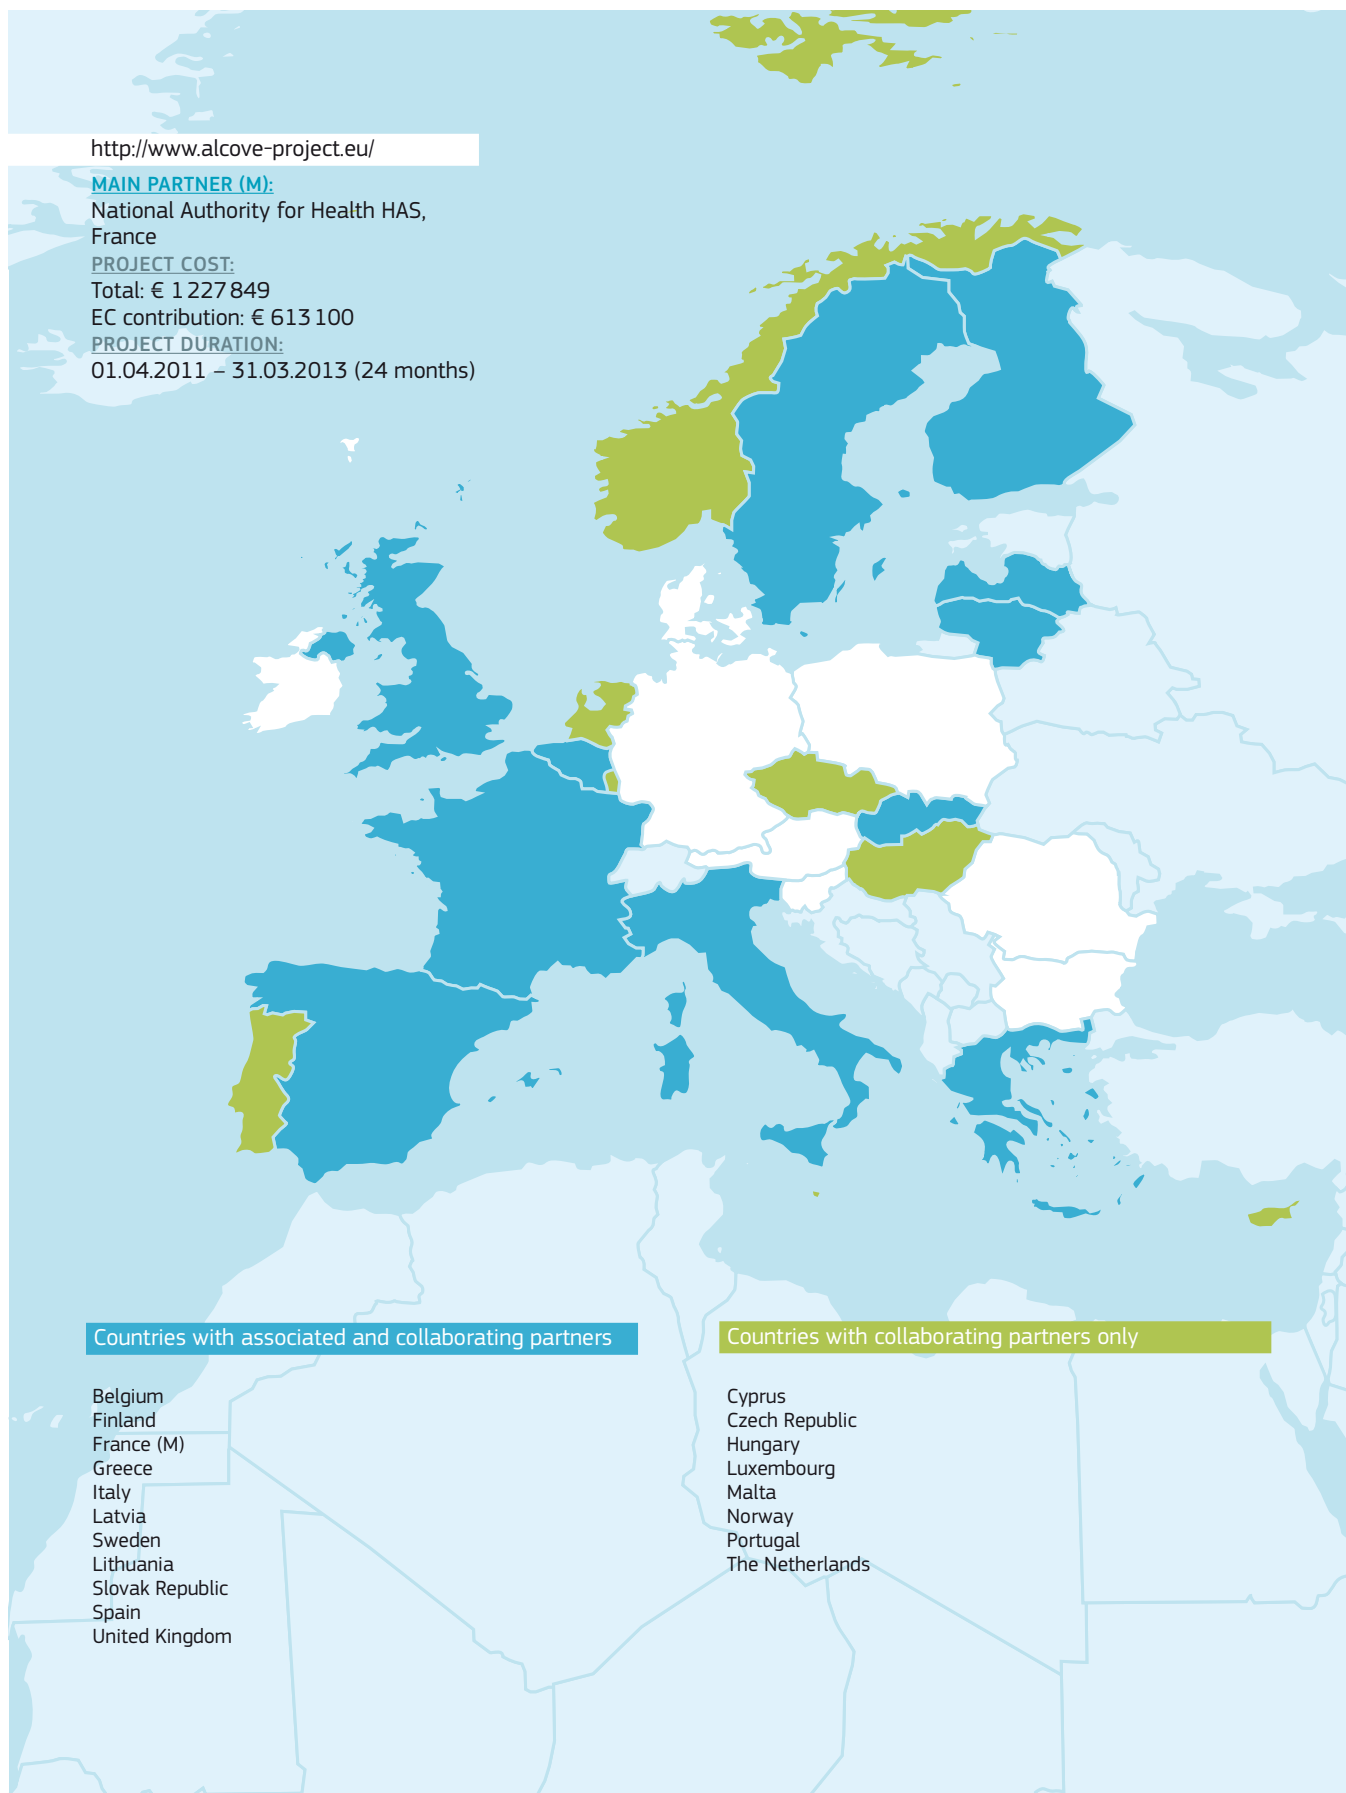 http://www.alcove-project.eu/
MAIN PARTNER (M):
National Authority for Health HAS,
France
PROJECT COST:
Total: € 1 227 849
EC contribution: € 613 100
PROJECT DURATION:
01.04.2011 – 31.03.2013 (24 months)
Countries with associated and collaborating partners
Belgium
Finland
France (M)
Greece
Italy
Latvia
Sweden
Lithuania
Slovak Republic
Spain
United Kingdom
Countries with collaborating partners only
Cyprus
Czech Republic
Hungary
Luxembourg
Malta
Norway
Portugal
The Netherlands